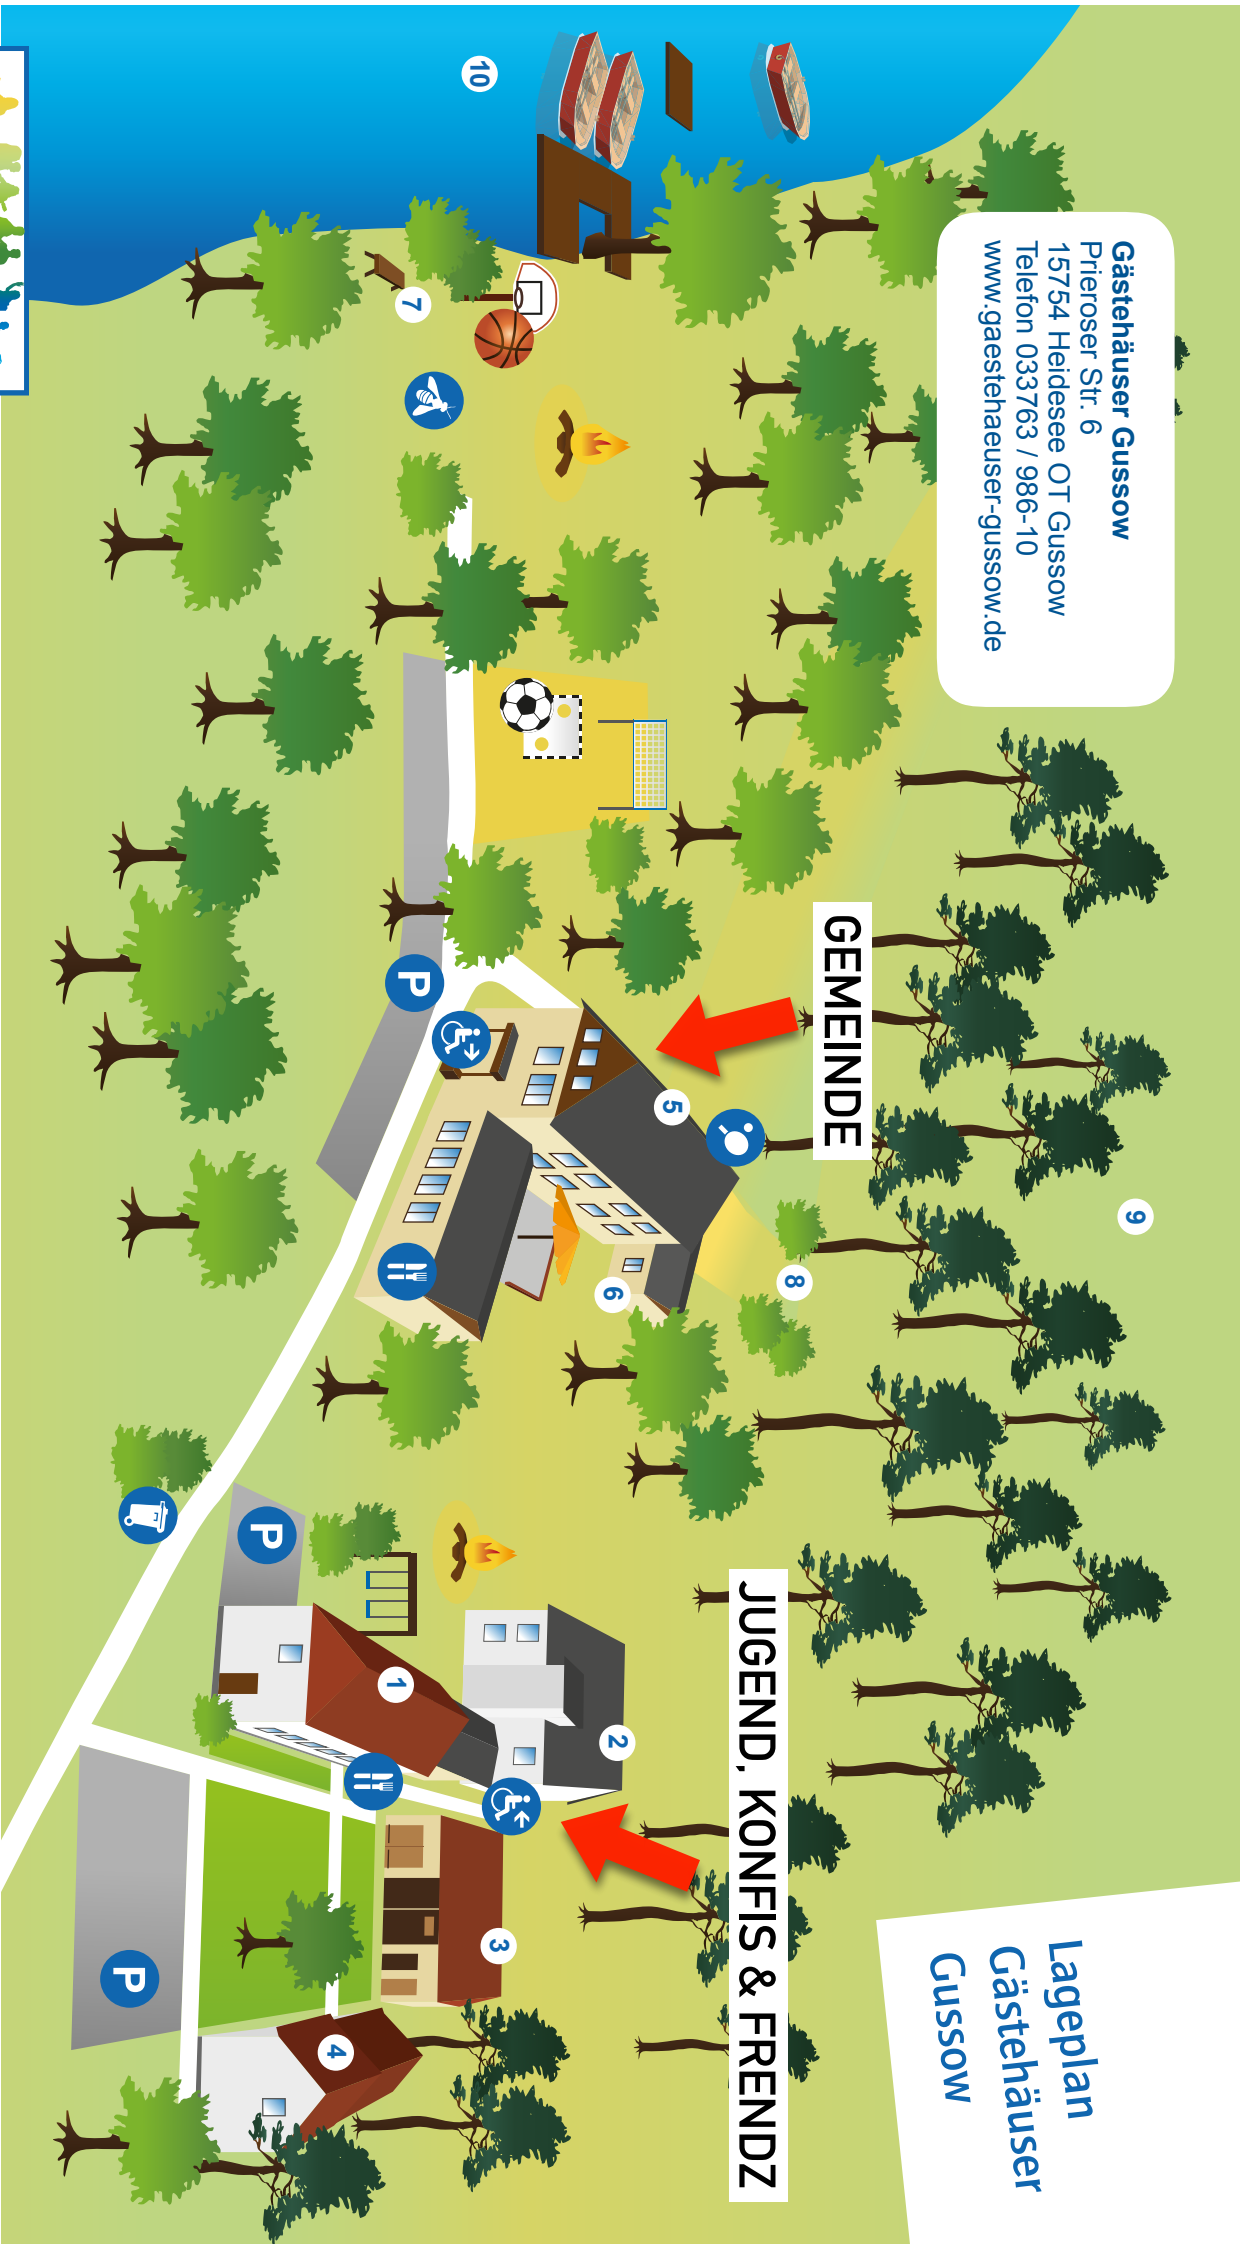 Gästehäuser Gussow
Prieroser Str. 6
15754 Heidesee OT Gussow
Telefon 033763 / 986-10
www.gaestehaeuser-gussow.de
Lageplan
Gästehäuser
Gussow
9
GEMEINDE
8
5
JUGEND, KONFIS & FRENDZ
6
2
10
3
7
P
1
4
P
P